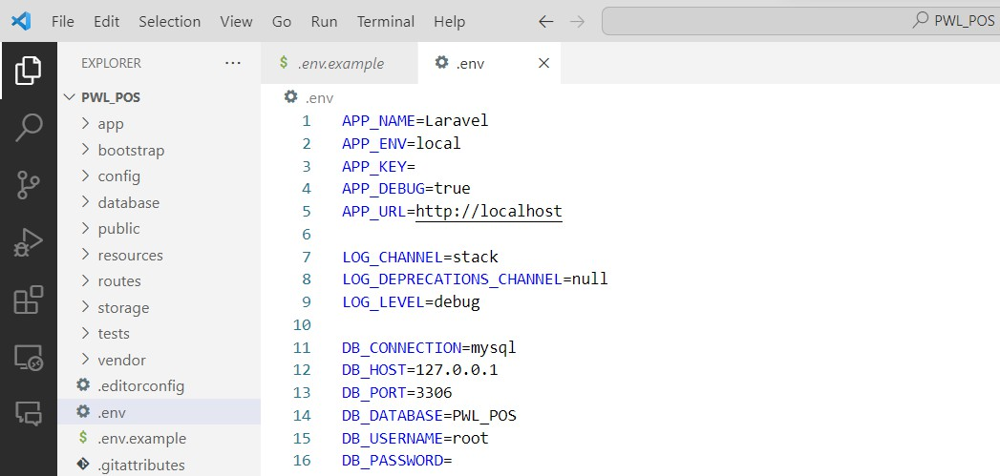 File Edit Selection View Go Run Terminal Help
PWL_POS
EXPLORER
PWL_POS
app
bootstrap
config
database
public
resources
routes
storage
tests
vendor
.editorconfig
.env
.env.example
.gitattributes
.env.example
.env
.env
1 APP_NAME=Laravel
2 APP_ENV=local
3 APP_KEY=
4 APP_DEBUG=true
5 APP_URL=http://localhost
6
7 LOG_CHANNEL=stack
8 LOG_DEPRECATIONS_CHANNEL=null
9 LOG_LEVEL=debug
10
11 DB_CONNECTION=mysql
12 DB_HOST=127.0.0.1
13 DB_PORT=3306
14 DB_DATABASE=PWL_POS
15 DB_USERNAME=root
16 DB_PASSWORD=